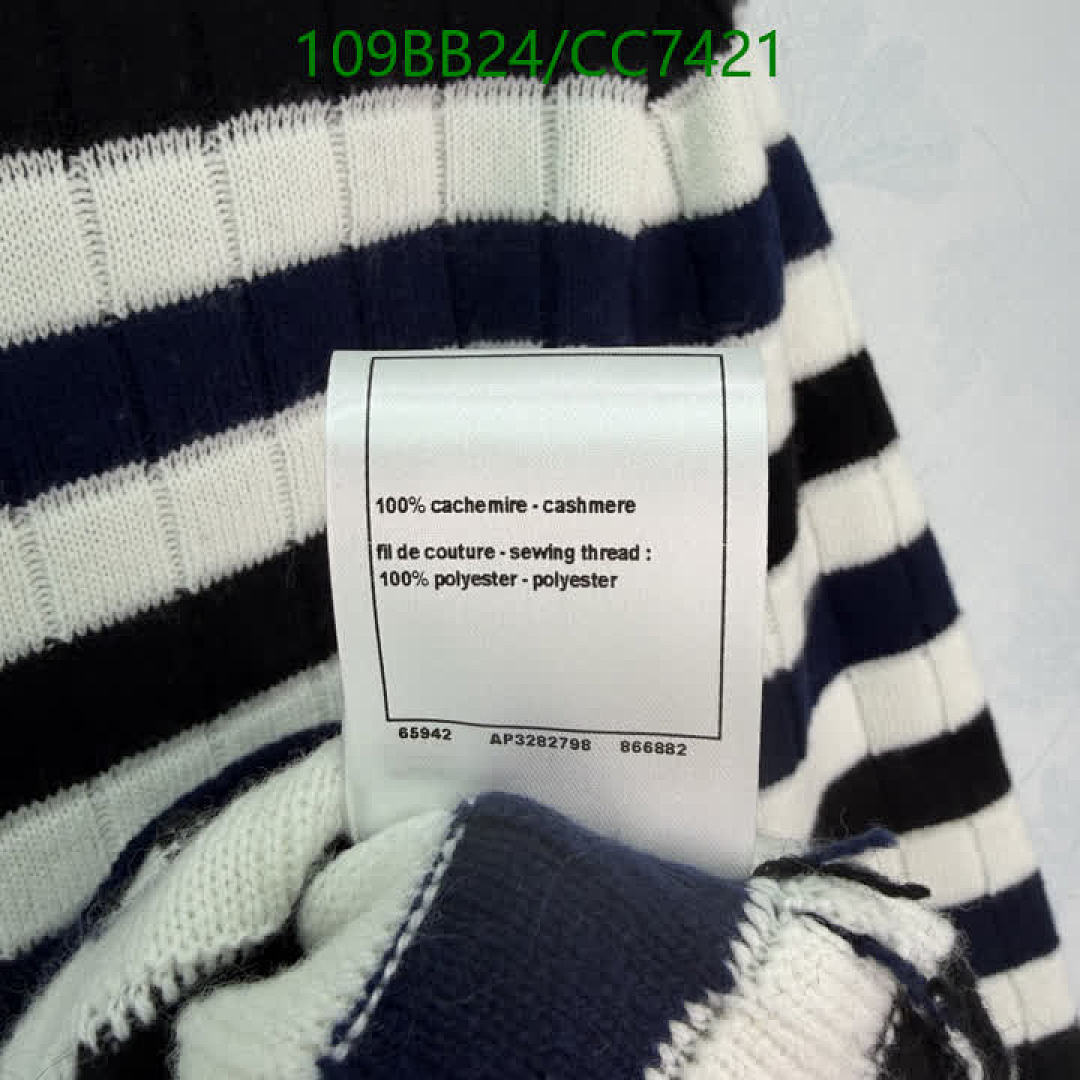 109BB24/CC7421
100% cachemire - cashmere
fil de couture - sewing thread :
100% polyester - polyester
65942 AP3282798 866882